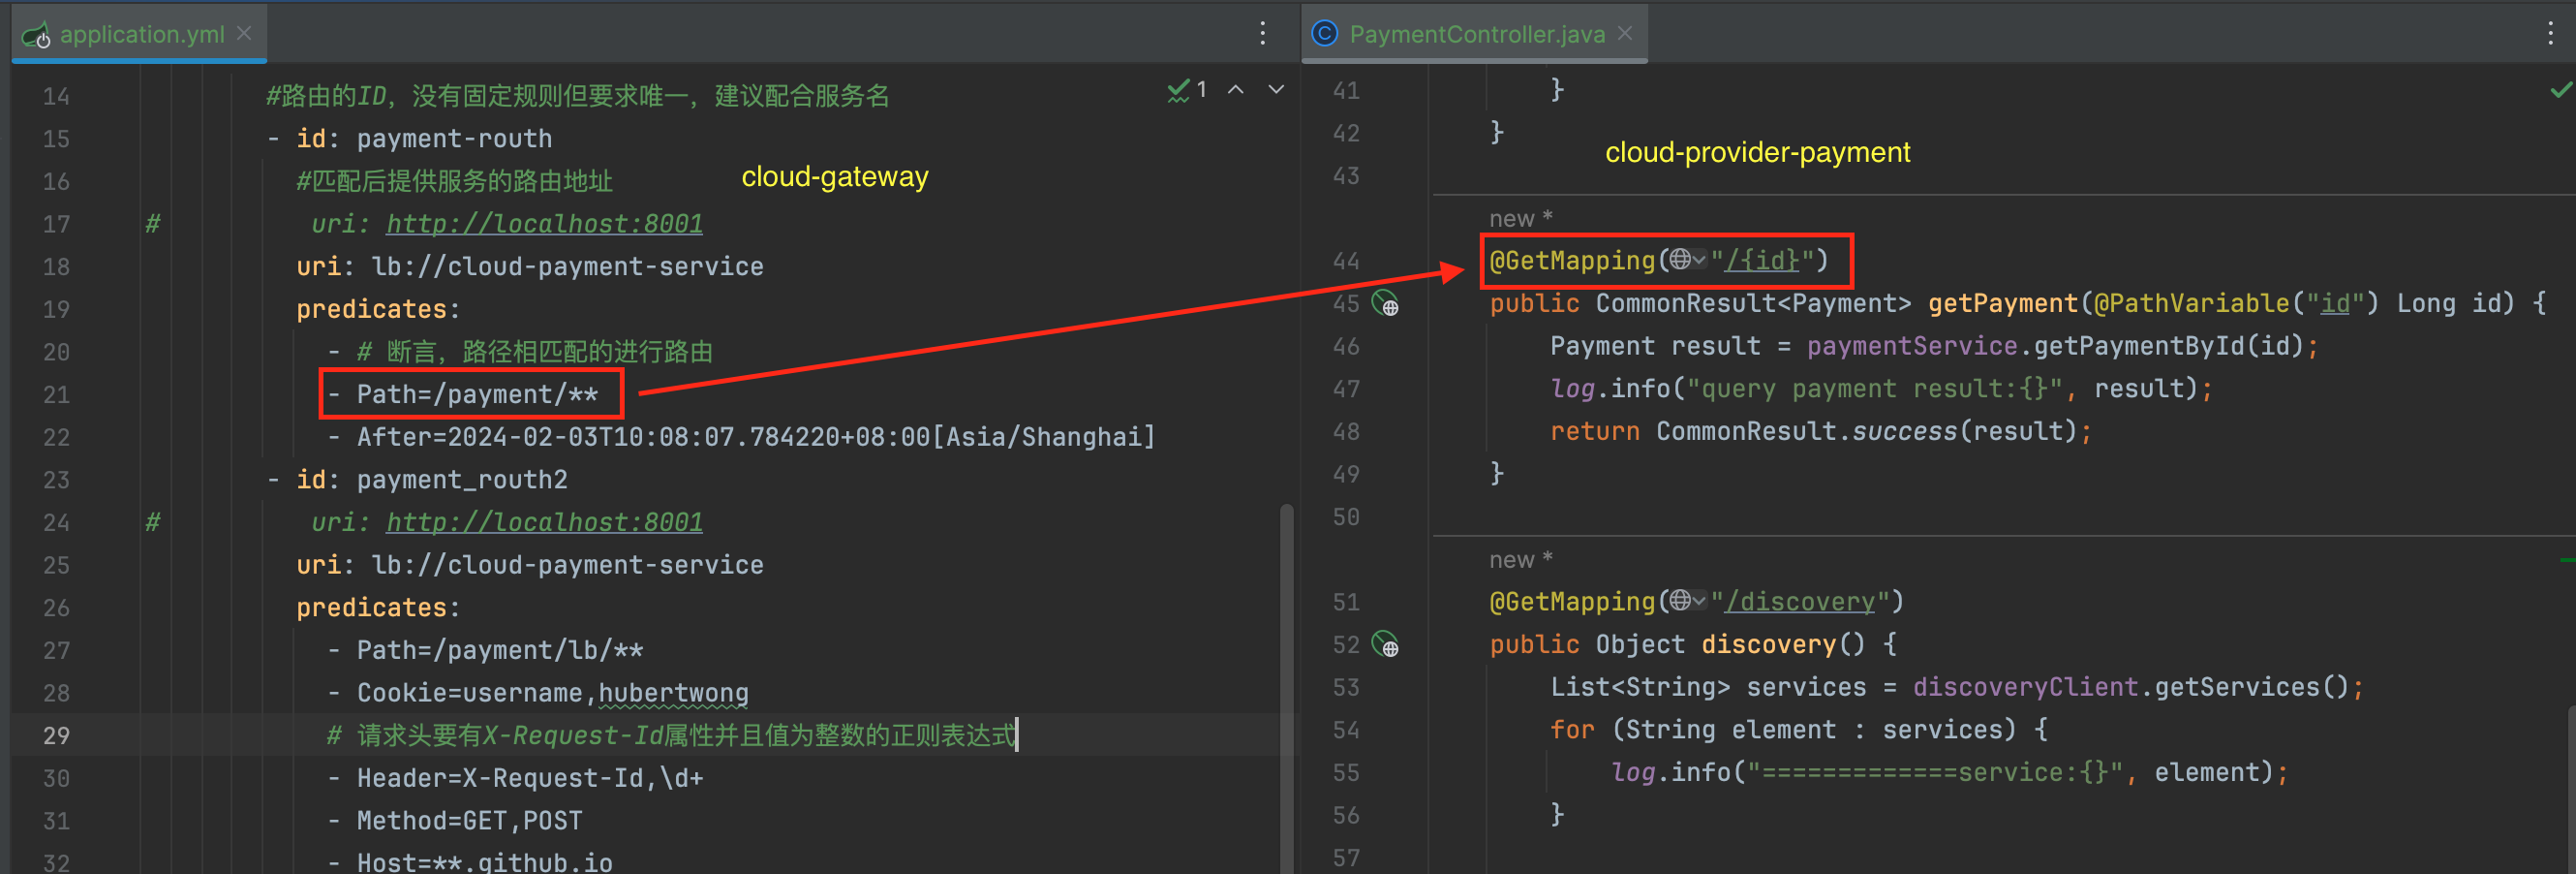 application.yml
14 #路由的ID，没有固定规则但要求唯一，建议配合服务名
1
15 - id: payment-routh
16 #匹配后提供服务的路由地址
cloud-gateway
17 # uri: http://localhost:8001
18 uri: lb://cloud-payment-service
19 predicates:
20 - # 断言，路径相匹配的进行路由
21 - Path=/payment/**
22 - After=2024-02-03T10:08:07.784220+08:00[Asia/Shanghai]
23 - id: payment_routh2
24 # uri: http://localhost:8001
25 uri: lb://cloud-payment-service
26 predicates:
27 - Path=/payment/lb/**
28 - Cookie=username,hubertwong
29 # 请求头要有X-Request-Id属性并且值为整数的正则表达式
30 - Header=X-Request-Id,\d+
31 - Method=GET,POST
32 - Host=**.github.io
PaymentController.java
41 }
42 }
cloud-provider-payment
43
new *
44 @GetMapping("/{id}")
45 public CommonResult<Payment> getPayment(@PathVariable("id") Long id) {
46 Payment result = paymentService.getPaymentById(id);
47 log.info("query payment result:{}", result);
48 return CommonResult.success(result);
49 }
50
new *
51 @GetMapping("/discovery")
52 public Object discovery() {
53 List<String> services = discoveryClient.getServices();
54 for (String element : services) {
55 log.info("=============service:{}", element);
56 }
57